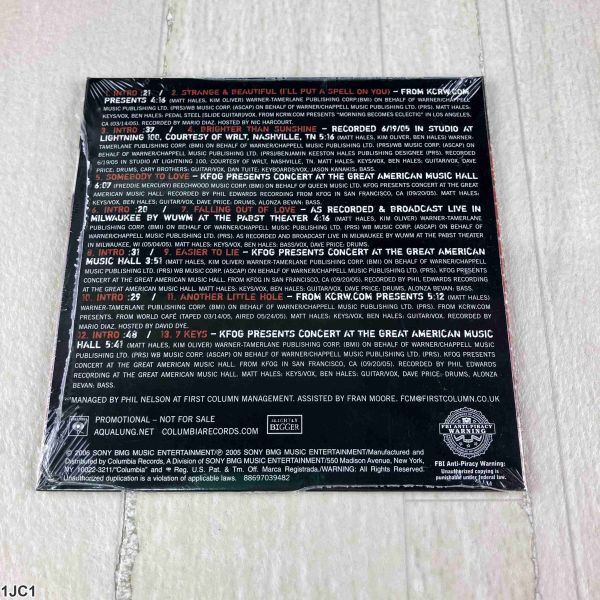 1. INTRO :21 / 2. STRANGE & BEAUTIFUL (I'LL PUT A SPELL ON YOU) – FROM KCRW.COM
PRESENTS 4:16 (MATT HALES, KIM OLIVER) WARNER-TAMERLANE PUBLISHING CORP.(BMI) ON BEHALF OF WARNER/CHAPPELL
MUSIC PUBLISHING LTD. (PRS)/WB MUSIC CORP. (ASCAP) ON BEHALF OF WARNER/CHAPPELL MUSIC PUBLISHING LTD. (PRS). MATT HALES:
KEYS/VOX, BEN HALES: PEDAL STEEL (SLIDE GUITAR)/VOX. FROM KCRW.COM PRESENTS "MORNING BECOMES ECLECTIC" IN LOS ANGELES,
CA (03/14/05). RECORDED BY MARIO DIAZ, HOSTED BY NIC HARCOURT.
3. INTRO :37 / 4. BRIGHTER THAN SUNSHINE – RECORDED 6/19/05 IN STUDIO AT
LIGHTNING 100, COURTESY OF WRLT, NASHVILLE, TN 5:16 (MATT HALES, KIM OLIVER, BEN HALES) WARNER-
TAMERLANE PUBLISHING CORP. (BMI) ON BEHALF OF WARNER/CHAPPELL MUSIC PUBLISHING LTD. (PRS)/WB MUSIC CORP. (ASCAP) ON
BEHALF OF WARNER/CHAPPELL MUSIC PUBLISHING LTD. (PRS)/BENJAMIN KEESTON HALES PUBLISHING DESIGNEE (PRS). RECORDED
6/19/05 IN STUDIO AT LIGHTNING 100, COURTESY OF WRLT, NASHVILLE, TN. MATT HALES: KEYS/VOX, BEN HALES: GUITAR/VOX, DAVE
PRICE: DRUMS, CARY BROTHERS: GUITAR, DAN TUITE: KEYBOARDS/VOX, JASON KANAKIS: BASS.
5. SOMEBODY TO LOVE – KFOG PRESENTS CONCERT AT THE GREAT AMERICAN MUSIC HALL
6:07 (FREDDIE MERCURY) BEECHWOOD MUSIC CORP. (BMI) ON BEHALF OF QUEEN MUSIC LTD. KFOG PRESENTS CONCERT AT THE GREAT
AMERICAN MUSIC HALL: RECORDED BY PHIL EDWARDS RECORDING FROM KFOG IN SAN FRANCISCO, CA (09/20/05). MATT HALES:
KEYS/VOX, BEN HALES: GUITAR/VOX, DAVE PRICE: DRUMS, ALONZA BEVAN: BASS.
6. INTRO :20 / 7. FALLING OUT OF LOVE – AS RECORDED & BROADCAST LIVE IN
MILWAUKEE BY WUWM AT THE PABST THEATER 4:16 (MATT HALES, KIM OLIVER) WARNER-TAMERLANE PUBLISHING
CORP. (BMI) ON BEHALF OF WARNER/CHAPPELL MUSIC PUBLISHING LTD. (PRS)/WB MUSIC CORP. (ASCAP) ON BEHALF OF WARNER/CHAPPELL
MUSIC PUBLISHING LTD. (PRS). AS RECORDED AND BROADCAST LIVE IN MILWAUKEE BY WUWM AT THE PABST THEATER IN
MILWAUKEE, WI (05/04/05). MATT HALES: KEYS/VOX, BEN HALES: BASS/VOX, DAVE PRICE: DRUMS.
8. INTRO :31 / 9. EASIER TO LIE – KFOG PRESENTS CONCERT AT THE GREAT AMERICAN
MUSIC HALL 3:51 (MATT HALES, KIM OLIVER) WARNER-TAMERLANE PUBLISHING CORP. (BMI) ON BEHALF OF WARNER/CHAPPELL MUSIC
PUBLISHING LTD. (PRS) WB MUSIC CORP. (ASCAP) ON BEHALF OF WARNER/CHAPPELL MUSIC PUBLISHING LTD. (PRS). KFOG PRESENTS
CONCERT AT THE GREAT AMERICAN MUSIC HALL: RECORDED BY PHIL EDWARDS RECORDING FROM KFOG IN SAN FRANCISCO, CA (09/20/05).
MATT HALES: KEYS/VOX, BEN HALES: GUITAR/VOX, DAVE PRICE: DRUMS, ALONZA BEVAN: BASS.
10. INTRO :29 / 11. ANOTHER LITTLE HOLE – FROM KCRW.COM PRESENTS 5:12 (MATT HALES)
WARNER-TAMERLANE PUBLISHING CORP. (BMI) ON BEHALF OF WARNER/CHAPPELL MUSIC PUBLISHING LTD. (PRS). FROM KCRW.COM
PRESENTS. FROM WORLD CAFÉ (TAPED 03/14/05, AIRED 05/24/05). MATT HALES: KEYS/VOX, BEN HALES: GUITAR/VOX. RECORDED BY
MARIO DIAZ, HOSTED BY DAVID DYE.
12. INTRO :48 / 13. 7 KEYS – KFOG PRESENTS CONCERT AT THE GREAT AMERICAN MUSIC
HALL 5:41 (MATT HALES, KIM OLIVER) WARNER-TAMERLANE PUBLISHING CORP. (BMI) ON BEHALF OF WARNER/CHAPPELL MUSIC
PUBLISHING LTD. (PRS) WB MUSIC CORP. (ASCAP) ON BEHALF OF WARNER/CHAPPELL MUSIC PUBLISHING LTD. (PRS). KFOG PRESENTS
CONCERT AT THE GREAT AMERICAN MUSIC HALL. FROM KFOG IN SAN FRANCISCO, CA (09/20/05). RECORDED BY PHIL EDWARDS
RECORDING AT THE GREAT AMERICAN MUSIC HALL. MATT HALES: KEYS/VOX, BEN HALES: GUITAR/VOX, DAVE PRICE: DRUMS, ALONZA
BEVAN: BASS.
MANAGED BY PHIL NELSON AT FIRST COLUMN MANAGEMENT. ASSISTED BY FRAN MOORE. FCM@FIRSTCOLUMN.CO.UK
PROMOTIONAL – NOT FOR SALE
AQUALUNG.NET COLUMBIARECORDS.COM
COLUMBIA
SLIGHTLY
BIGGER
FBI ANTI-PIRACY
WARNING
© 2006 SONY BMG MUSIC ENTERTAINMENT/℗ 2005 SONY BMG MUSIC ENTERTAINMENT/Manufactured and
Distributed by Columbia Records, A Division of SONY BMG MUSIC ENTERTAINMENT/550 Madison Avenue, New York,
NY 10022-3211/"Columbia" and Reg. U.S. Pat. & Tm. Off. Marca Registrada./WARNING: All Rights Reserved.
Unauthorized duplication is a violation of applicable laws. 88697039482
FBI Anti-Piracy Warning:
Unauthorized copying is
punishable under federal law.
1JC1